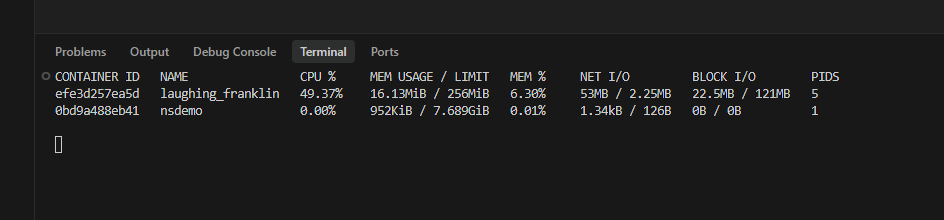 Problems Output Debug Console Terminal Ports
CONTAINER ID NAME CPU % MEM USAGE / LIMIT MEM % NET I/O BLOCK I/O PIDS
efe3d257ea5d laughing_franklin 49.37% 16.13MiB / 256MiB 6.30% 53MB / 2.25MB 22.5MB / 121MB 5
0bd9a488eb41 nsdemo 0.00% 952KiB / 7.689GiB 0.01% 1.34kB / 126B 0B / 0B 1